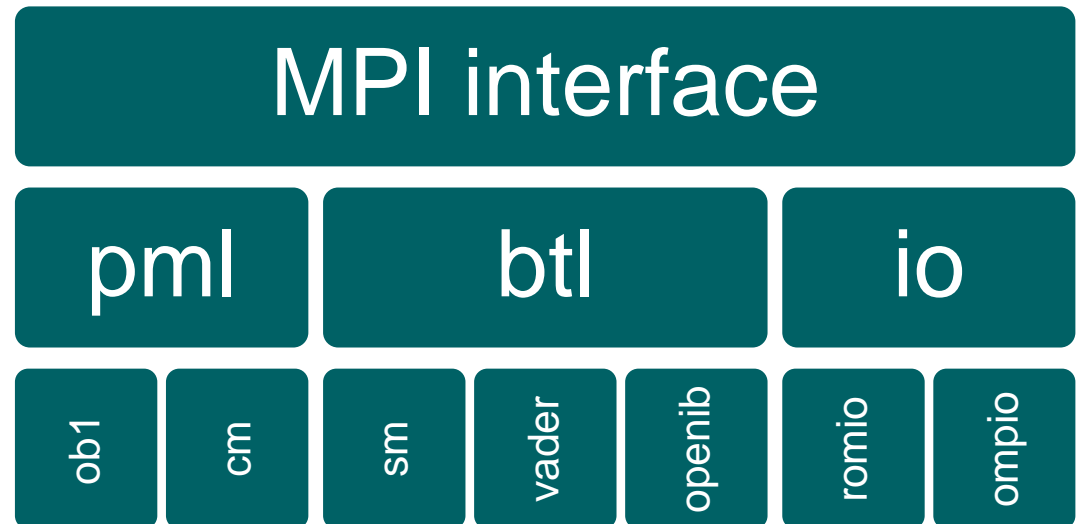 MPI interface
pml
btl
io
ob1
cm
sm
vader
openib
romio
ompio